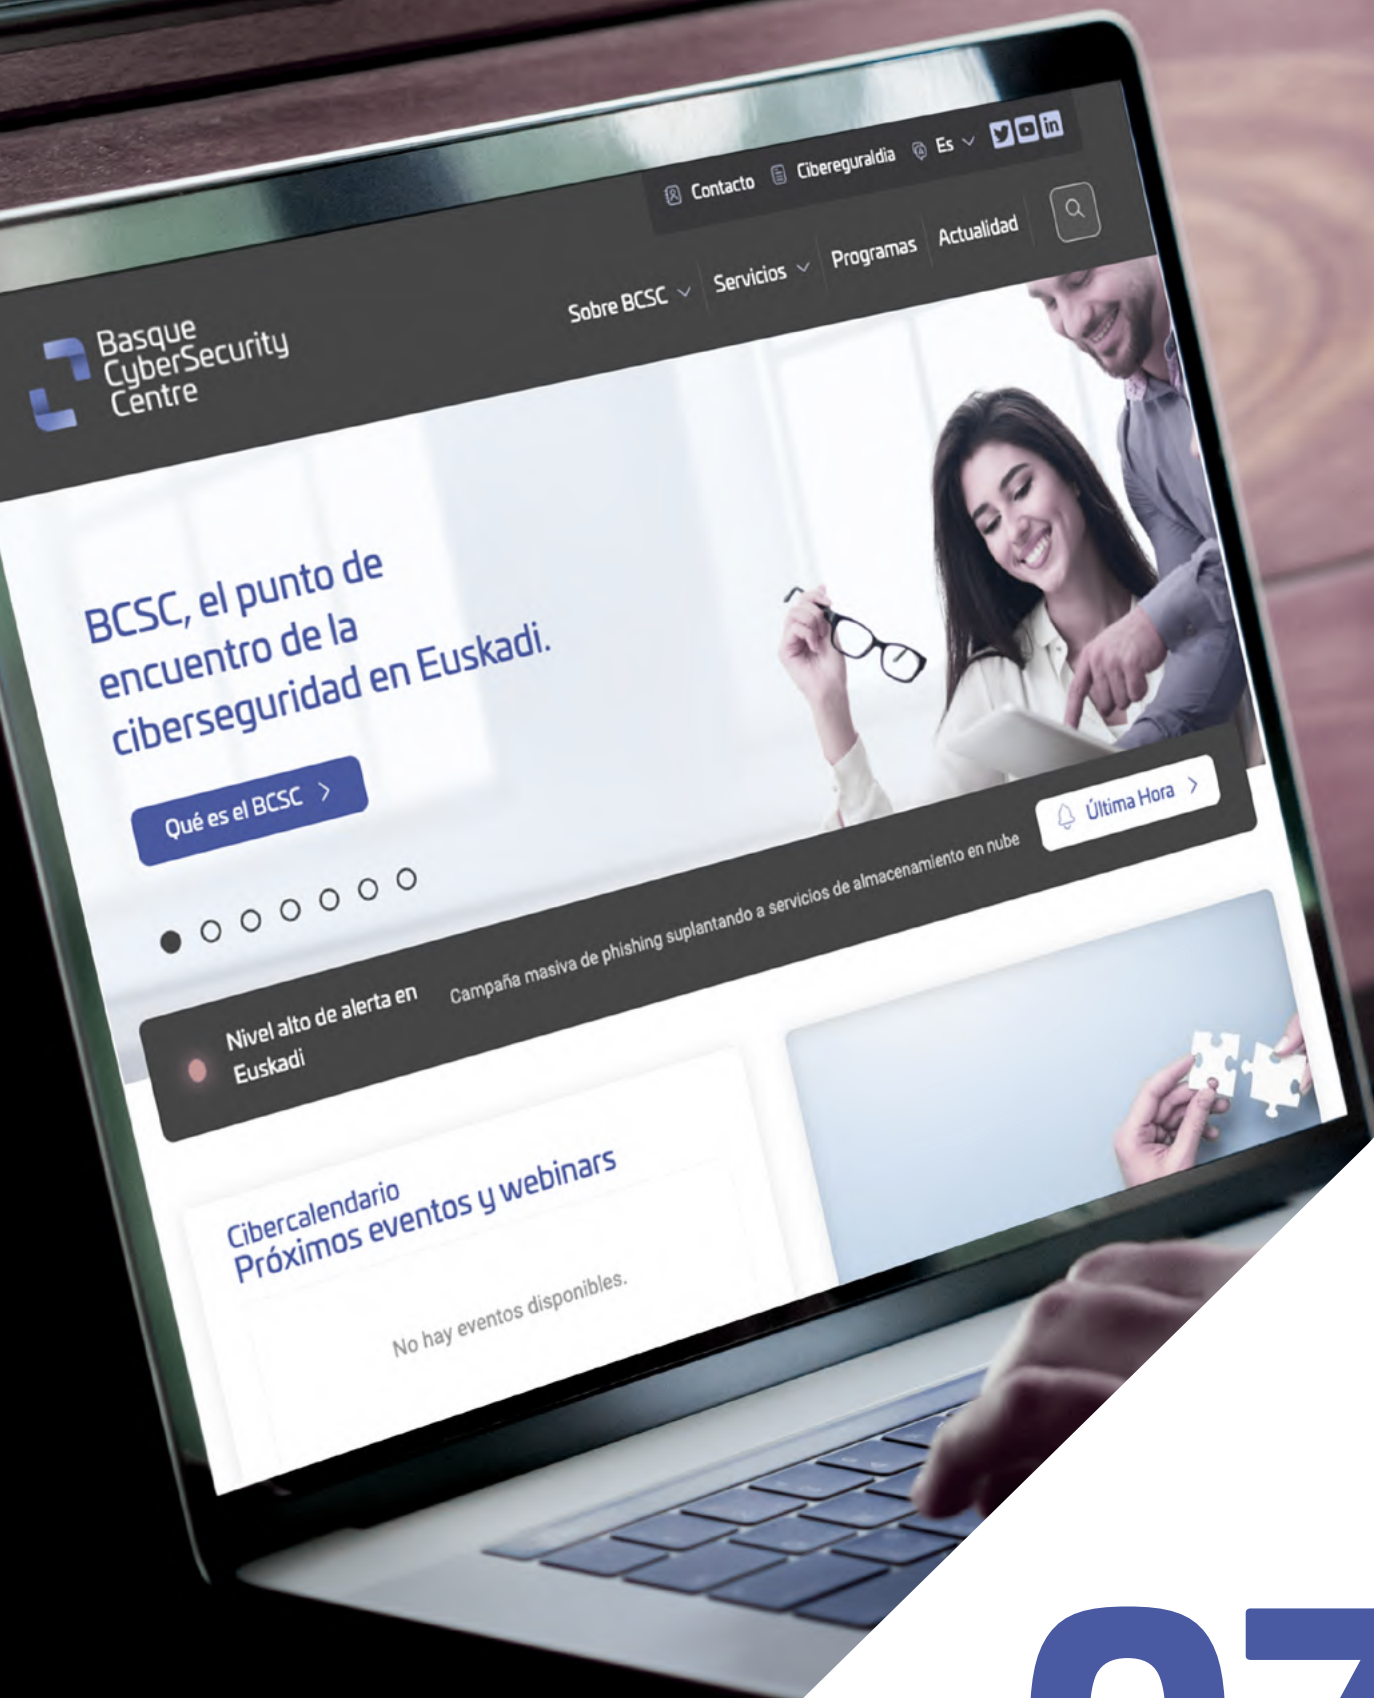 Contacto
Cibereguraldia
Es
in
Sobre BCSC
Servicios
Programas
Actualidad
Basque
CyberSecurity
Centre
BCSC, el punto de
encuentro de la
ciberseguridad en Euskadi.
Qué es el BCSC
Última Hora
Nivel alto de alerta en
Euskadi
Campaña masiva de phishing suplantando a servicios de almacenamiento en nube
Cibercalendario
Próximos eventos y webinars
No hay eventos disponibles.